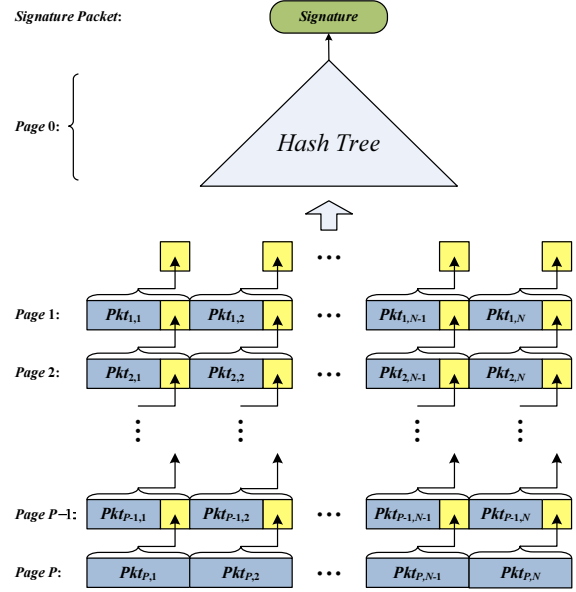 Signature Packet: Signature
Page 0: Hash Tree
...
Page 1: Pkt1,1 Pkt1,2 ... Pkt1,N-1 Pkt1,N
Page 2: Pkt2,1 Pkt2,2 ... Pkt2,N-1 Pkt2,N
... ... ... ...
...
Page P−1: PktP-1,1 PktP-1,2 ... PktP-1,N-1 PktP-1,N
Page P: PktP,1 PktP,2 ... PktP,N-1 PktP,N